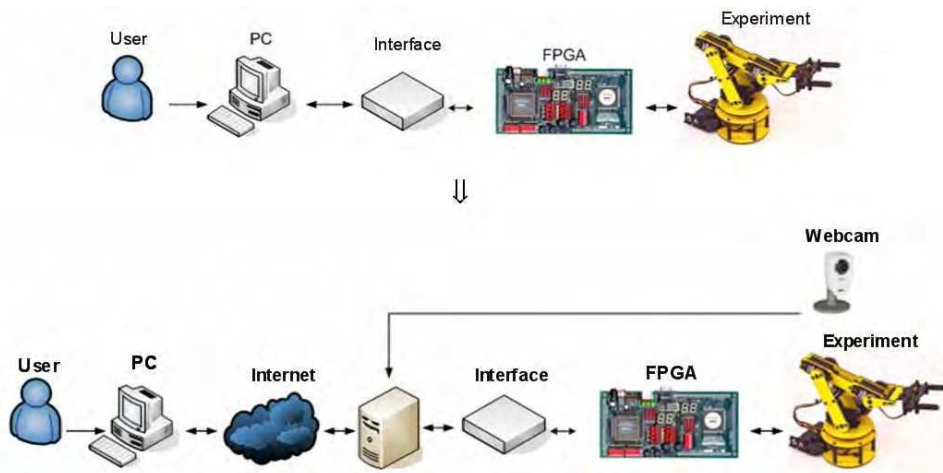 User
PC
Interface
FPGA
Experiment
⇓
Webcam
User
PC
Internet
Interface
FPGA
Experiment